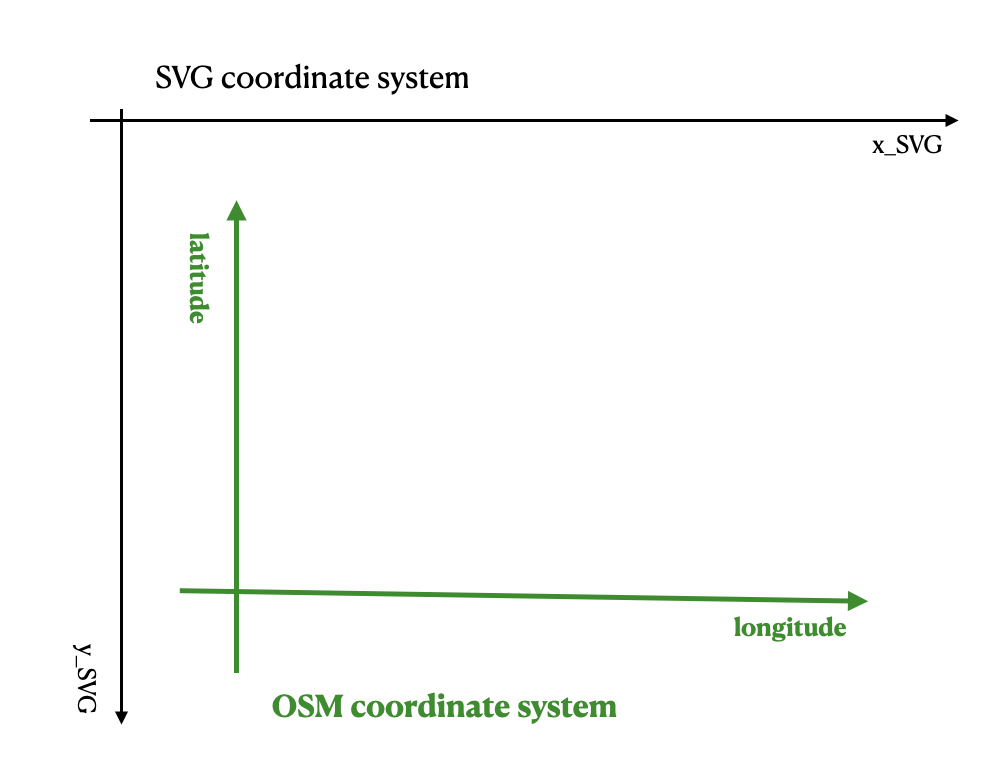 SVG coordinate system
x_SVG
latitude
longitude
y_SVG
OSM coordinate system